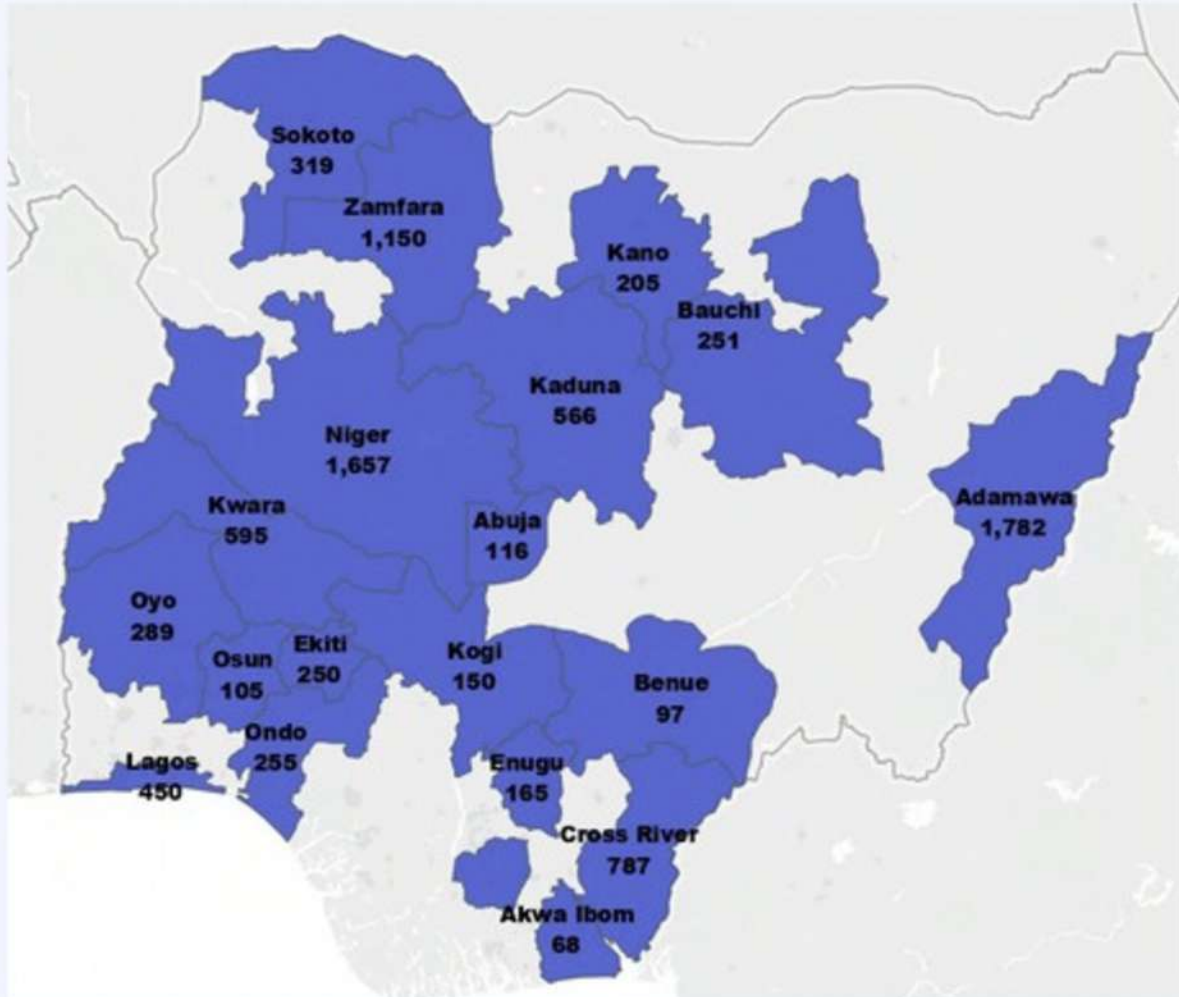 Sokoto
319
Zamfara
1,150
Kano
205
Bauchi
251
Kaduna
566
Niger
1,657
Adamawa
1,782
Kwara
595
Abuja
116
Oyo
289
Osun
105
Ekiti
250
Kogi
150
Benue
97
Ondo
255
Lagos
450
Enugu
165
Cross River
787
Akwa Ibom
68